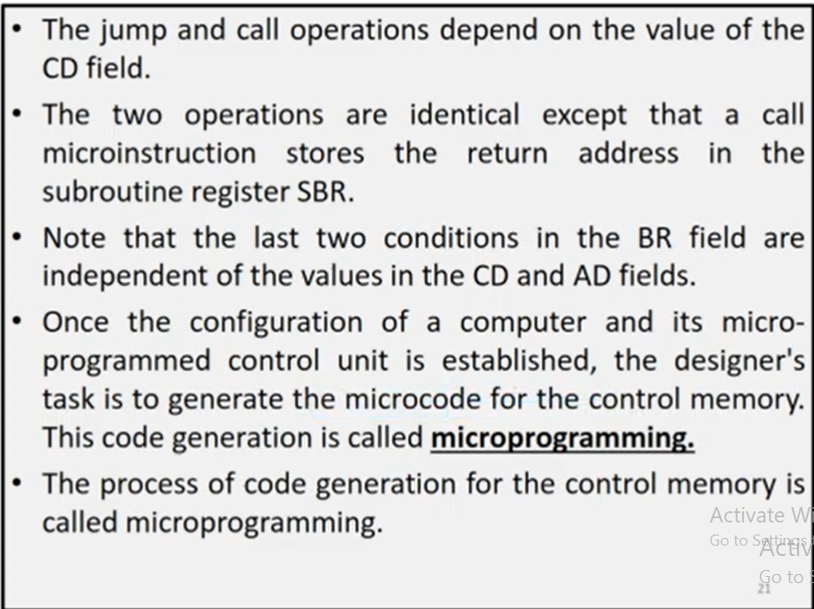 • The jump and call operations depend on the value of the
CD field.
• The two operations are identical except that a call
microinstruction stores the return address in the
subroutine register SBR.
• Note that the last two conditions in the BR field are
independent of the values in the CD and AD fields.
• Once the configuration of a computer and its micro-
programmed control unit is established, the designer's
task is to generate the microcode for the control memory.
This code generation is called microprogramming.
• The process of code generation for the control memory is
called microprogramming.
Activate Wi
Go to Settings
Activ
Go to S
21